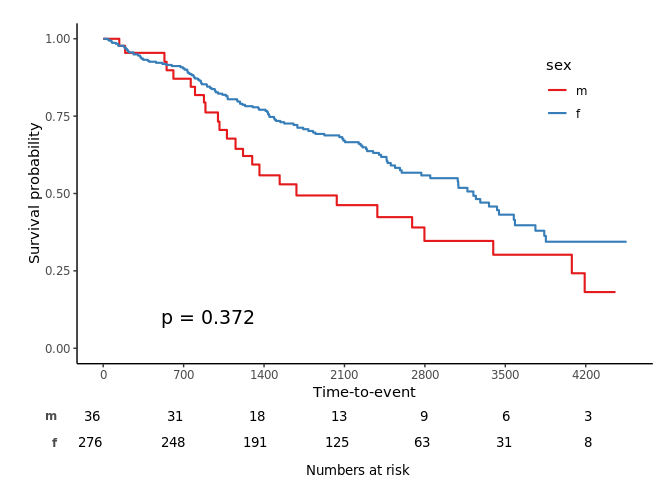 1.00
0.75
0.50
0.25
0.00
Survival probability
sex
m
f
p = 0.372
0 700 1400 2100 2800 3500 4200
Time-to-event
m 36 31 18 13 9 6 3
f 276 248 191 125 63 31 8
Numbers at risk